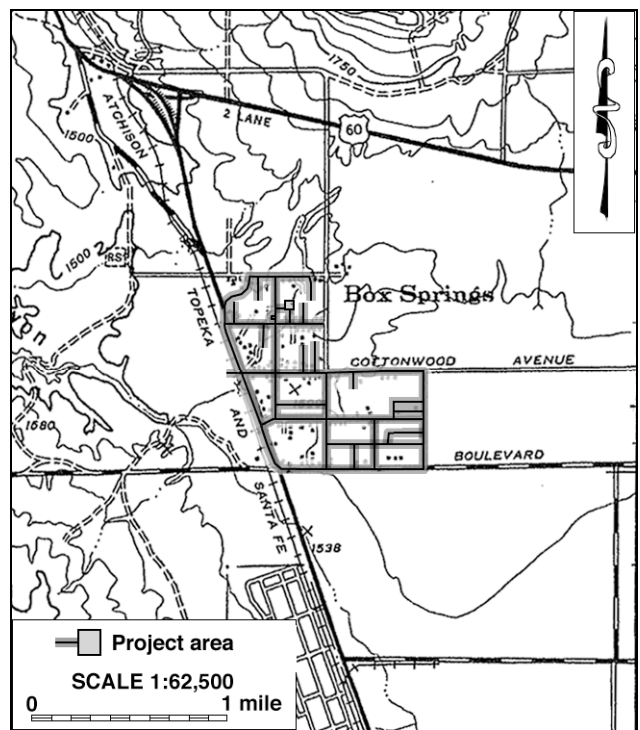 1750
2 LANE
60
ATCHISON
1500
1500
RS
TOPEKA
Box Springs
COTTONWOOD AVENUE
1580
AND
BOULEVARD
SANTA FE
1538
Project area
SCALE 1:62,500
0 1 mile